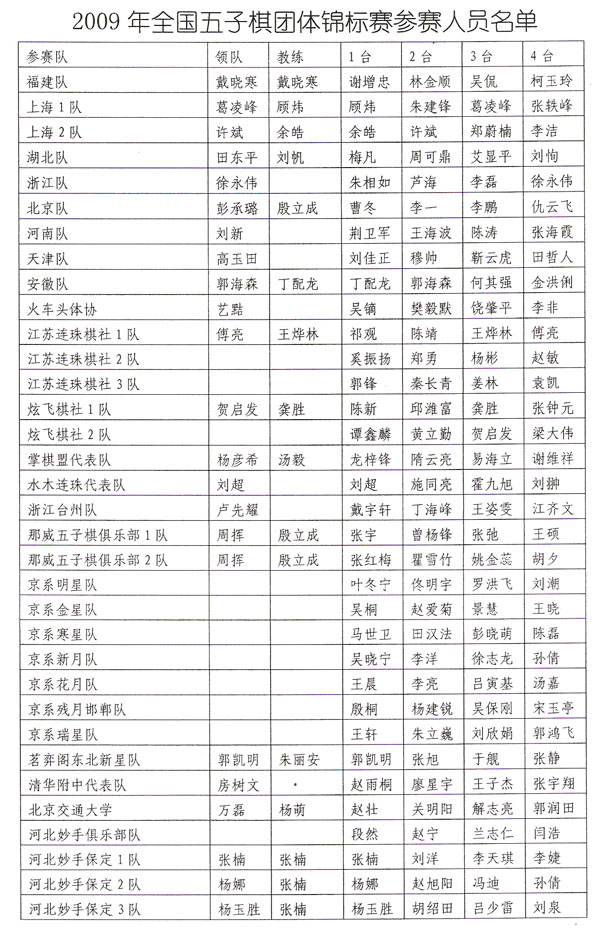 2009 年全国五子棋团体锦标赛参赛人员名单
参赛队 领队 教练 1 台 2 台 3 台 4 台
福建队 戴晓寒 戴晓寒 谢增忠 林金顺 吴侃 柯玉玲
上海 1 队 葛凌峰 顾炜 顾炜 朱建锋 葛凌峰 张轶峰
上海 2 队 许斌 余皓 余皓 许斌 郑蔚楠 李洁
湖北队 田东平 刘帆 梅凡 周可鼎 艾显平 刘恂
浙江队 徐永伟 朱相如 芦海 李磊 徐永伟
北京队 彭承璐 殷立成 曹冬 李一 李鹏 仇云飞
河南队 刘新 荆卫军 王海波 陈涛 张海霞
天津队 高玉田 刘佳正 穆帅 靳云虎 田哲人
安徽队 郭海森 丁配龙 丁配龙 郭海森 何其强 金洪俐
火车头体协 艺黠 吴镝 樊毅默 饶肇平 李非
江苏连珠棋社 1 队 傅亮 王烨林 祁观 陈靖 王烨林 傅亮
江苏连珠棋社 2 队 奚振扬 郑勇 杨彬 赵敏
江苏连珠棋社 3 队 郭锋 秦长青 姜林 袁凯
炫飞棋社 1 队 贺启发 龚胜 陈新 邱潍富 龚胜 张钟元
炫飞棋社 2 队 谭鑫麟 黄立勤 贺启发 梁大伟
掌棋盟代表队 杨彦希 汤毅 龙梓锋 隋云亮 易海立 谢维祥
水木连珠代表队 刘超 刘超 施同亮 霍九旭 刘翀
浙江台州队 卢先耀 戴宇轩 丁海峰 王姿雯 江齐文
那威五子棋俱乐部 1 队 周挥 殷立成 张宇 曾杨锋 张弛 王硕
那威五子棋俱乐部 2 队 周挥 殷立成 张红梅 瞿雪竹 姚金蕊 胡夕
京系明星队 叶冬宁 佟明宇 罗洪飞 刘潮
京系金星队 吴桐 赵爱菊 景慧 王晓
京系寒星队 马世卫 田汉法 彭晓萌 陈磊
京系新月队 吴晓宁 李洋 徐志龙 孙倩
京系花月队 王晨 李亮 吕寅基 汤嘉
京系残月邯郸队 殷桐 杨建锐 吴保刚 宋玉亭
京系瑞星队 王轩 朱立巍 刘欣娟 郭鸿飞
茗弈阁东北新星队 郭凯明 朱丽安 郭凯明 张旭 于舰 张静
清华附中代表队 房树文 赵雨桐 廖星宇 王子杰 张宇翔
北京交通大学 万磊 杨萌 赵壮 关明阳 解志亮 郭润田
河北妙手俱乐部队 段然 赵宁 兰志仁 闫浩
河北妙手保定 1 队 张楠 张楠 张楠 刘洋 李天琪 李婕
河北妙手保定 2 队 杨娜 张楠 杨娜 赵旭阳 冯迪 孙倩
河北妙手保定 3 队 杨玉胜 张楠 杨玉胜 胡绍田 吕少雷 刘泉